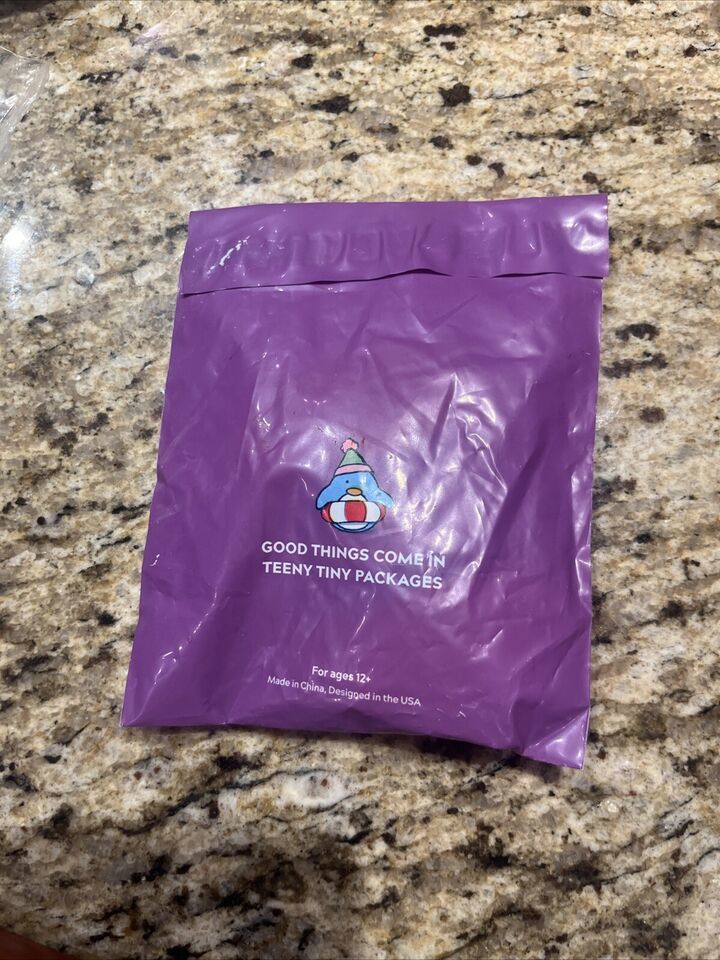 GOOD THINGS COME IN
TEENY TINY PACKAGES
For ages 12+
Made in China, Designed in the USA